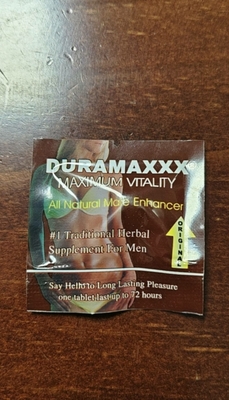 DURAMAXXX
MAXIMUM VITALITY
All Natural Male Enhancer
#1 Traditional Herbal
Supplement For Men
ORIGINAL
Say Hello to Long Lasting Pleasure
one tablet last up to 72 hours